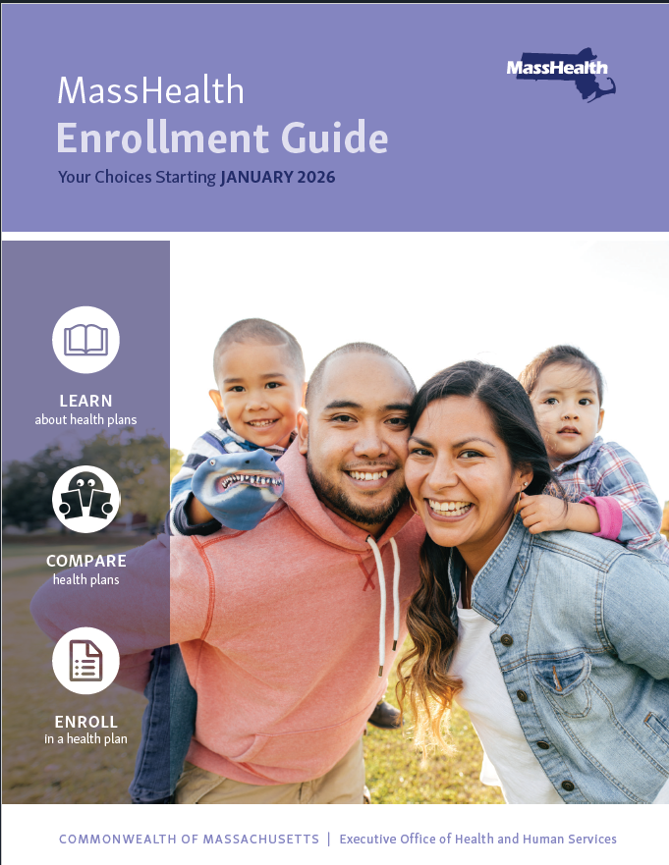 MassHealth
MassHealth
Enrollment Guide
Your Choices Starting JANUARY 2026
LEARN
about health plans
COMPARE
health plans
ENROLL
in a health plan
COMMONWEALTH OF MASSACHUSETTS | Executive Office of Health and Human Services